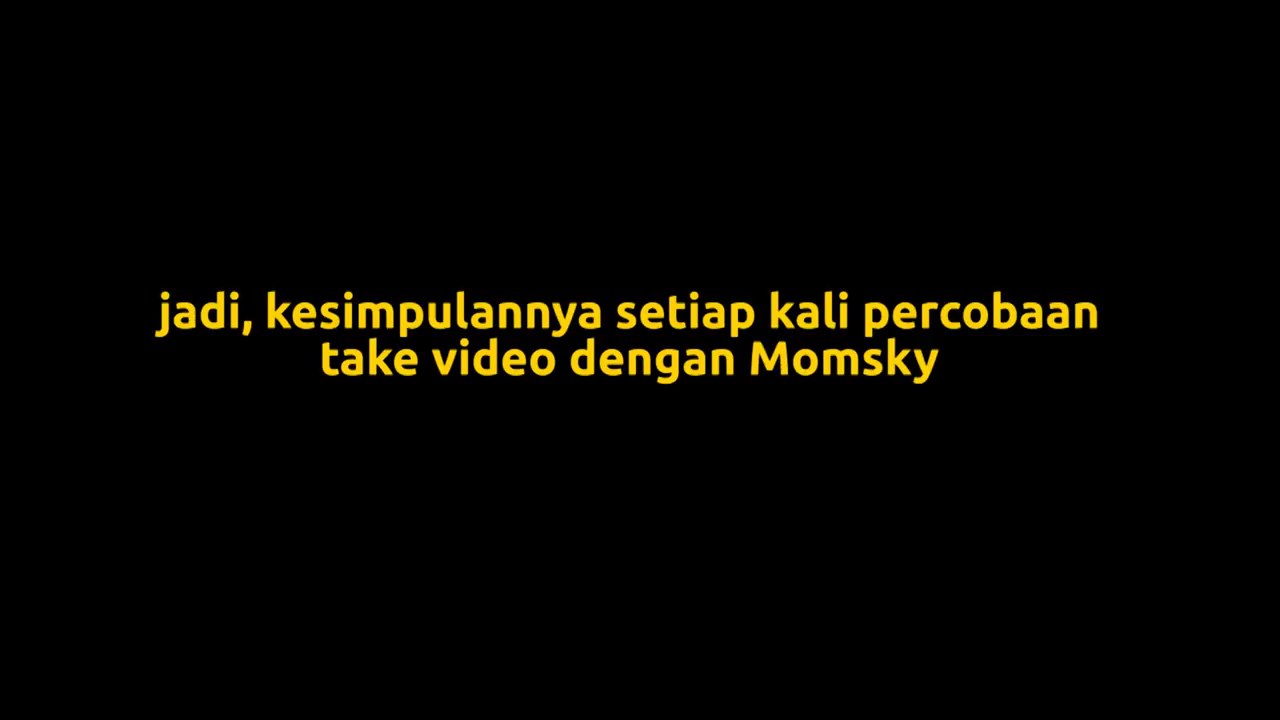 jadi, kesimpulannya setiap kali percobaan
take video dengan Momsky